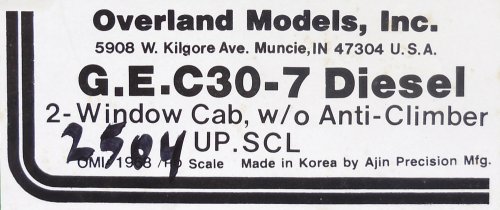 Overland Models, Inc.
5908 W. Kilgore Ave. Muncie, IN 47304 U.S.A.
G.E.C30-7 Diesel
2-Window Cab, w/o Anti-Climber
2504 UP.SCL
Scale Made in Korea by Ajin Precision Mfg.